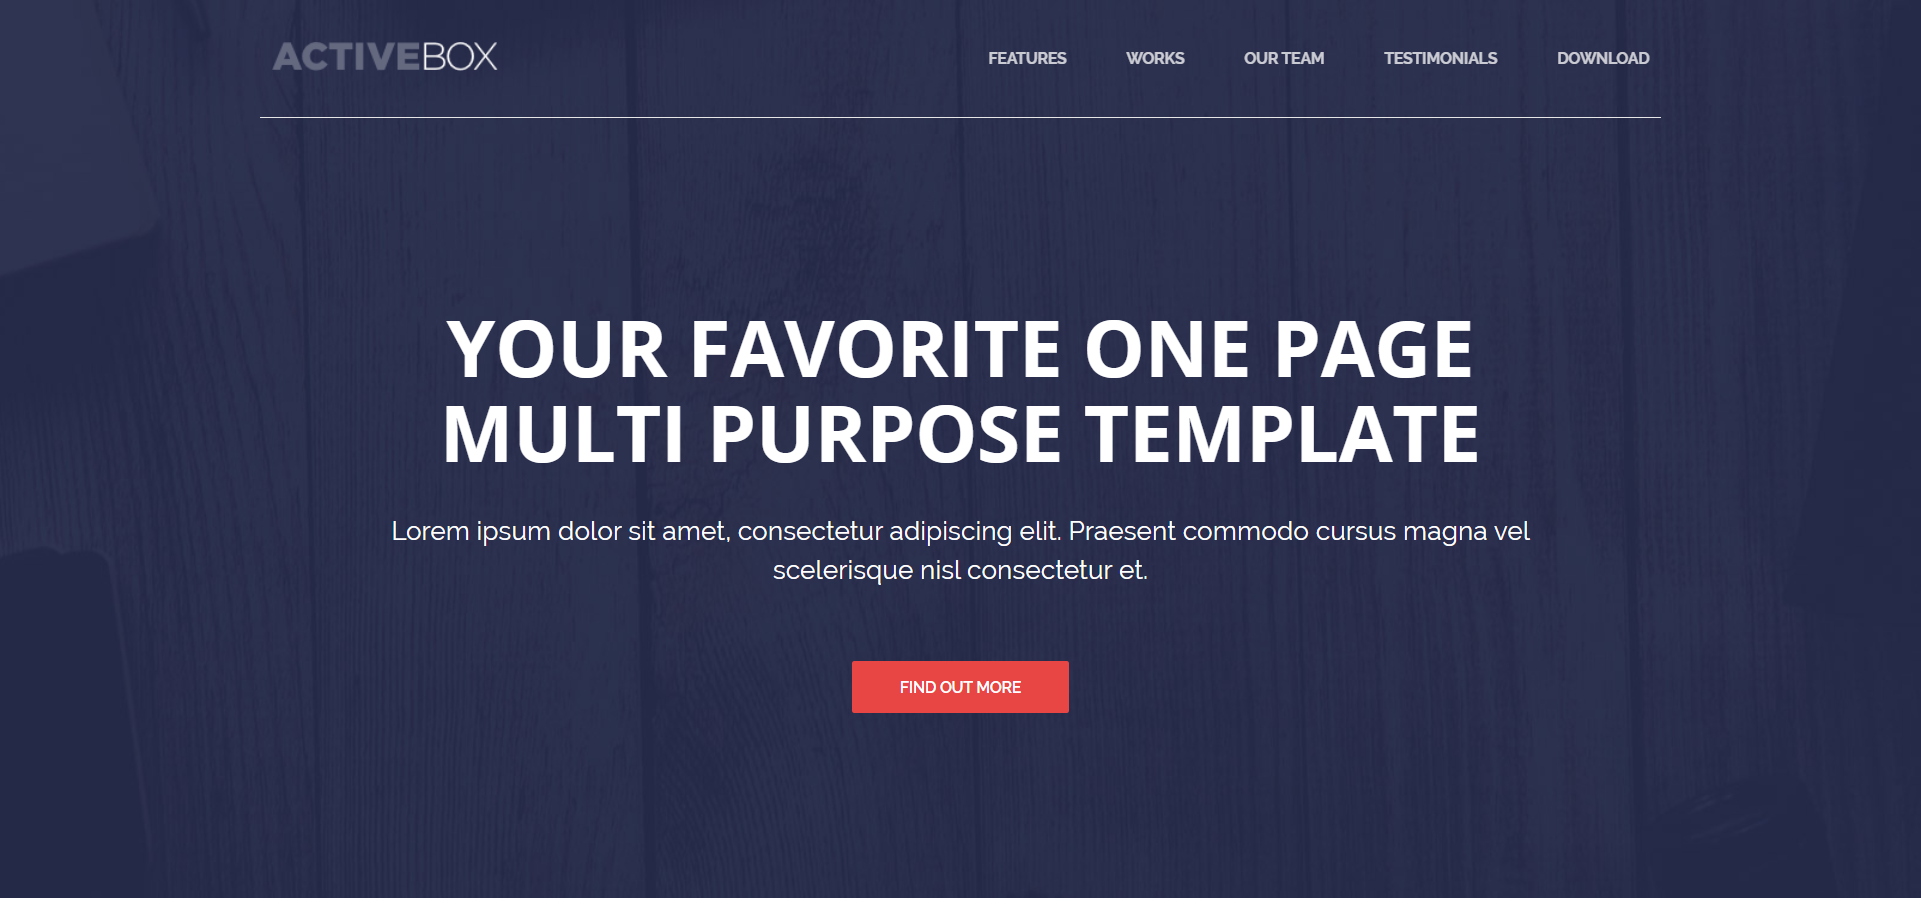 ACTIVEBOX
FEATURES WORKS OUR TEAM TESTIMONIALS DOWNLOAD
YOUR FAVORITE ONE PAGE
MULTI PURPOSE TEMPLATE
Lorem ipsum dolor sit amet, consectetur adipiscing elit. Praesent commodo cursus magna vel
scelerisque nisl consectetur et.
FIND OUT MORE